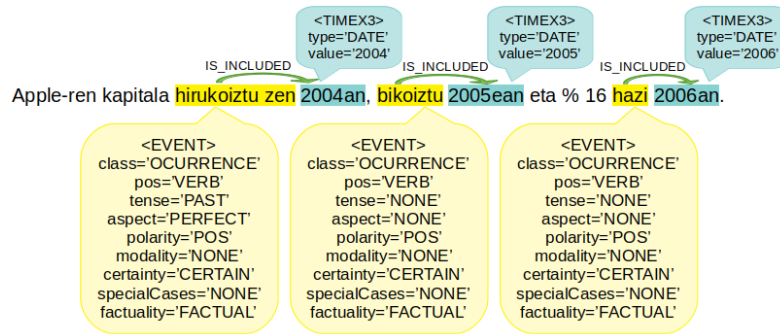 <TIMEX3>
type='DATE'
value='2004'
<TIMEX3>
type='DATE'
value='2005'
<TIMEX3>
type='DATE'
value='2006'
IS_INCLUDED
IS_INCLUDED
IS_INCLUDED
Apple-ren kapitala hirukoiztu zen 2004an, bikoiztu 2005ean eta % 16 hazi 2006an.
<EVENT>
class='OCURRENCE'
pos='VERB'
tense='PAST'
aspect='PERFECT'
polarity='POS'
modality='NONE'
certainty='CERTAIN'
specialCases='NONE'
factuality='FACTUAL'
<EVENT>
class='OCURRENCE'
pos='VERB'
tense='NONE'
aspect='NONE'
polarity='POS'
modality='NONE'
certainty='CERTAIN'
specialCases='NONE'
factuality='FACTUAL'
<EVENT>
class='OCURRENCE'
pos='VERB'
tense='NONE'
aspect='NONE'
polarity='POS'
modality='NONE'
certainty='CERTAIN'
specialCases='NONE'
factuality='FACTUAL'